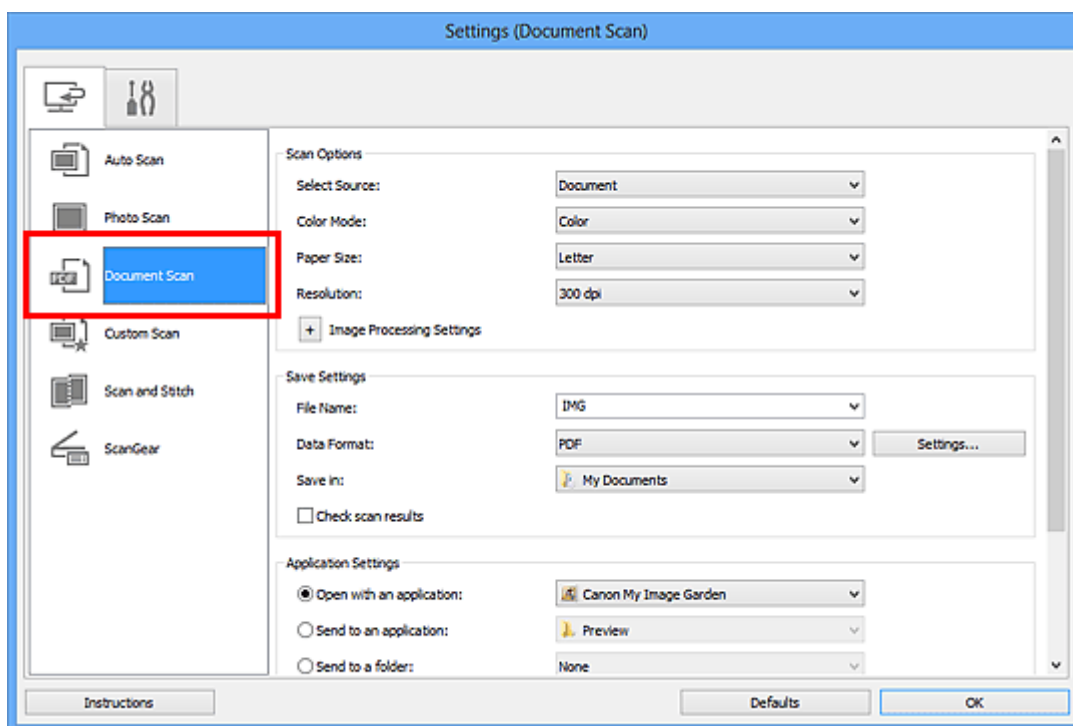 Settings (Document Scan)
Auto Scan
Photo Scan
PDF
Document Scan
Custom Scan
Scan and Stitch
ScanGear
Scan Options
Select Source: Document
Color Mode: Color
Paper Size: Letter
Resolution: 300 dpi
+ Image Processing Settings
Save Settings
File Name: IMG
Data Format: PDF Settings...
Save in: My Documents
Check scan results
Application Settings
Open with an application: Canon My Image Garden
Send to an application: Preview
Send to a folder: None
Instructions Defaults OK